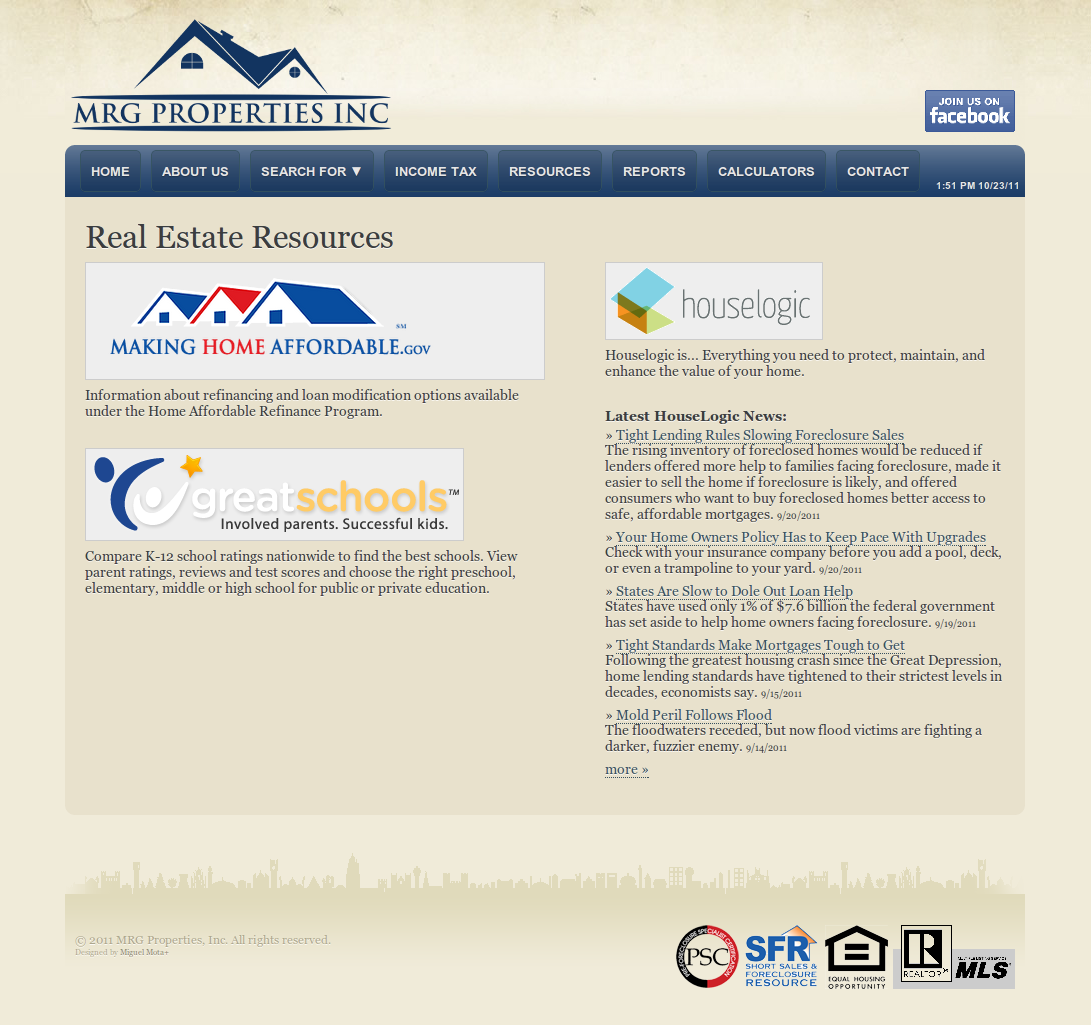 MRG PROPERTIES INC
JOIN US ON
facebook
HOME ABOUT US SEARCH FOR ▼ INCOME TAX RESOURCES REPORTS CALCULATORS CONTACT
1:51 PM 10/23/11
Real Estate Resources
SM
MAKING HOME AFFORDABLE.GOV
Information about refinancing and loan modification options available
under the Home Affordable Refinance Program.
greatschools™
Involved parents. Successful kids.
Compare K-12 school ratings nationwide to find the best schools. View
parent ratings, reviews and test scores and choose the right preschool,
elementary, middle or high school for public or private education.
houselogic
Houselogic is... Everything you need to protect, maintain, and
enhance the value of your home.
Latest HouseLogic News:
» Tight Lending Rules Slowing Foreclosure Sales
The rising inventory of foreclosed homes would be reduced if
lenders offered more help to families facing foreclosure, made it
easier to sell the home if foreclosure is likely, and offered
consumers who want to buy foreclosed homes better access to
safe, affordable mortgages. 9/20/2011
» Your Home Owners Policy Has to Keep Pace With Upgrades
Check with your insurance company before you add a pool, deck,
or even a trampoline to your yard. 9/20/2011
» States Are Slow to Dole Out Loan Help
States have used only 1% of $7.6 billion the federal government
has set aside to help home owners facing foreclosure. 9/19/2011
» Tight Standards Make Mortgages Tough to Get
Following the greatest housing crash since the Great Depression,
home lending standards have tightened to their strictest levels in
decades, economists say. 9/15/2011
» Mold Peril Follows Flood
The floodwaters receded, but now flood victims are fighting a
darker, fuzzier enemy. 9/14/2011
more »
© 2011 MRG Properties, Inc. All rights reserved.
Designed by Miguel Mota+
PSC
SFR
SHORT SALES &
FORECLOSURE
RESOURCE
EQUAL HOUSING
OPPORTUNITY
R
REALTOR
MLS